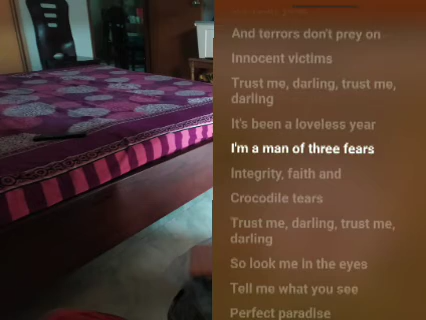 And terrors don't prey on
Innocent victims
Trust me, darling, trust me,
darling
It's been a loveless year
I'm a man of three fears
Integrity, faith and
Crocodile tears
Trust me, darling, trust me,
darling
So look me in the eyes
Tell me what you see
Perfect paradise